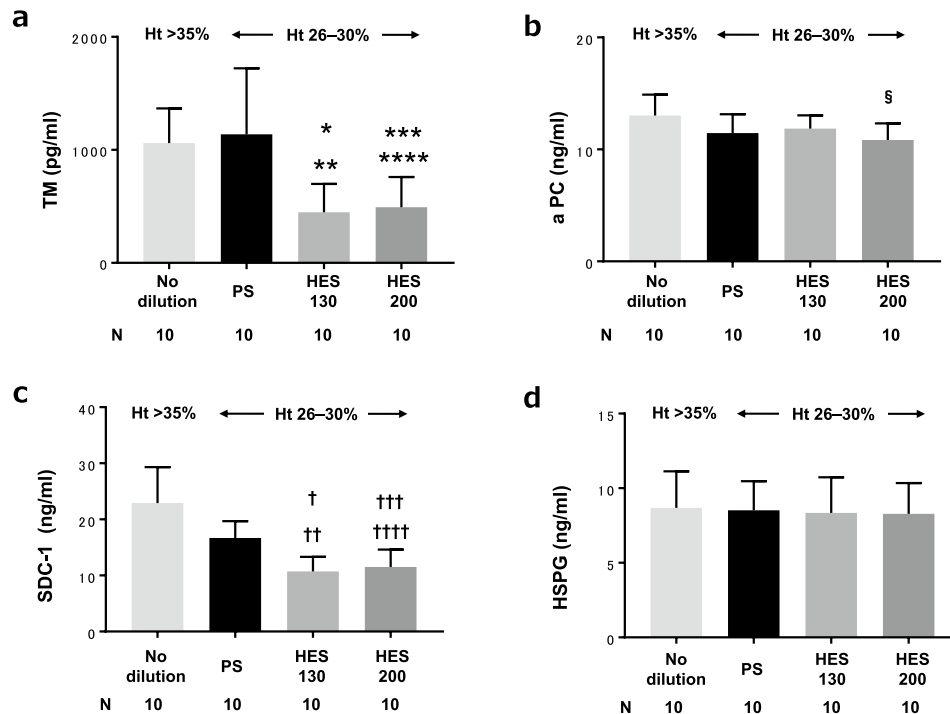 a
2000
1000
0
TM (pg/ml)
Ht >35%
Ht 26–30%
*
**
***
****
No dilution
PS
HES 130
HES 200
N 10 10 10 10
b
20
10
0
a PC (ng/ml)
Ht >35%
Ht 26–30%
§
No dilution
PS
HES 130
HES 200
N 10 10 10 10
c
40
30
20
10
0
SDC-1 (ng/ml)
Ht >35%
Ht 26–30%
†
††
†††
††††
No dilution
PS
HES 130
HES 200
N 10 10 10 10
d
15
10
5
0
HSPG (ng/ml)
Ht >35%
Ht 26–30%
No dilution
PS
HES 130
HES 200
N 10 10 10 10